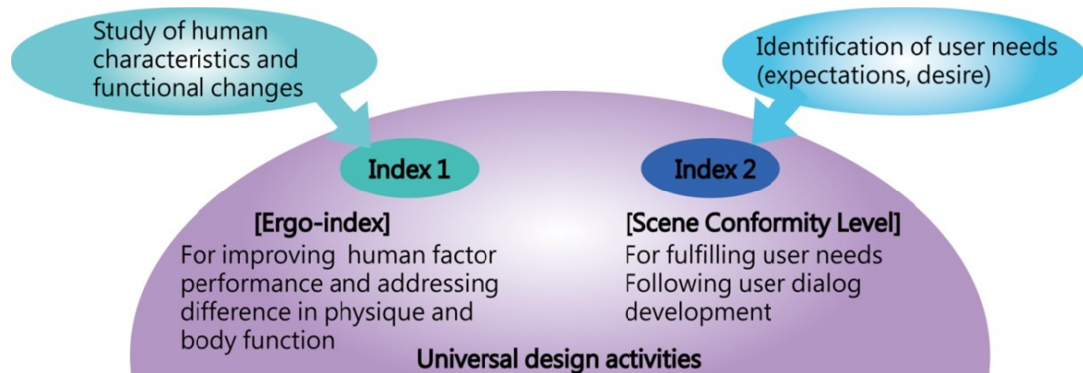 Study of human
characteristics and
functional changes
Identification of user needs
(expectations, desire)
Index 1
Index 2
[Ergo-index]
For improving human factor
performance and addressing
difference in physique and
body function
[Scene Conformity Level]
For fulfilling user needs
Following user dialog
development
Universal design activities